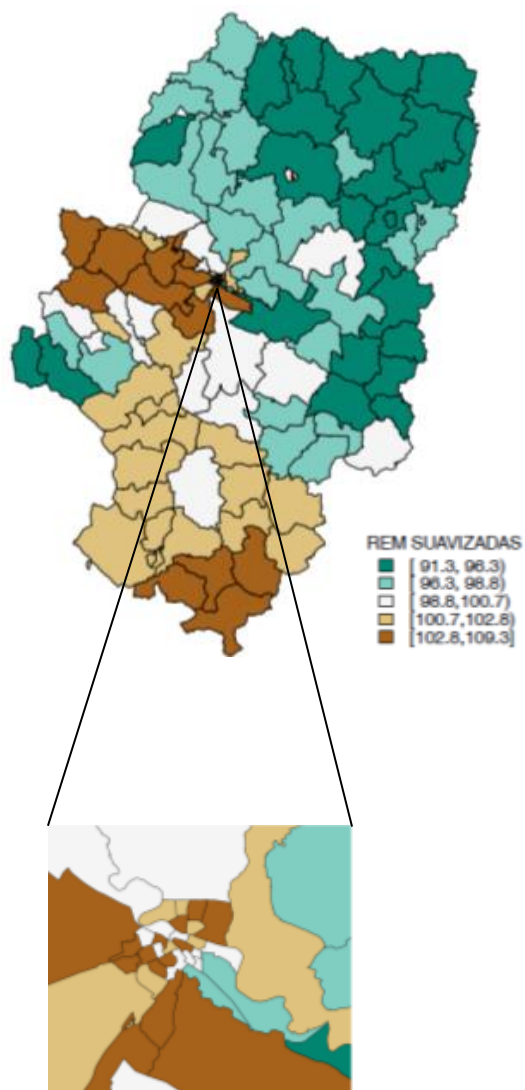 REM SUAVIZADAS
[ 91.3, 96.3)
[ 96.3, 98.8)
[ 98.8,100.7)
[100.7,102.8)
[102.8,109.3]